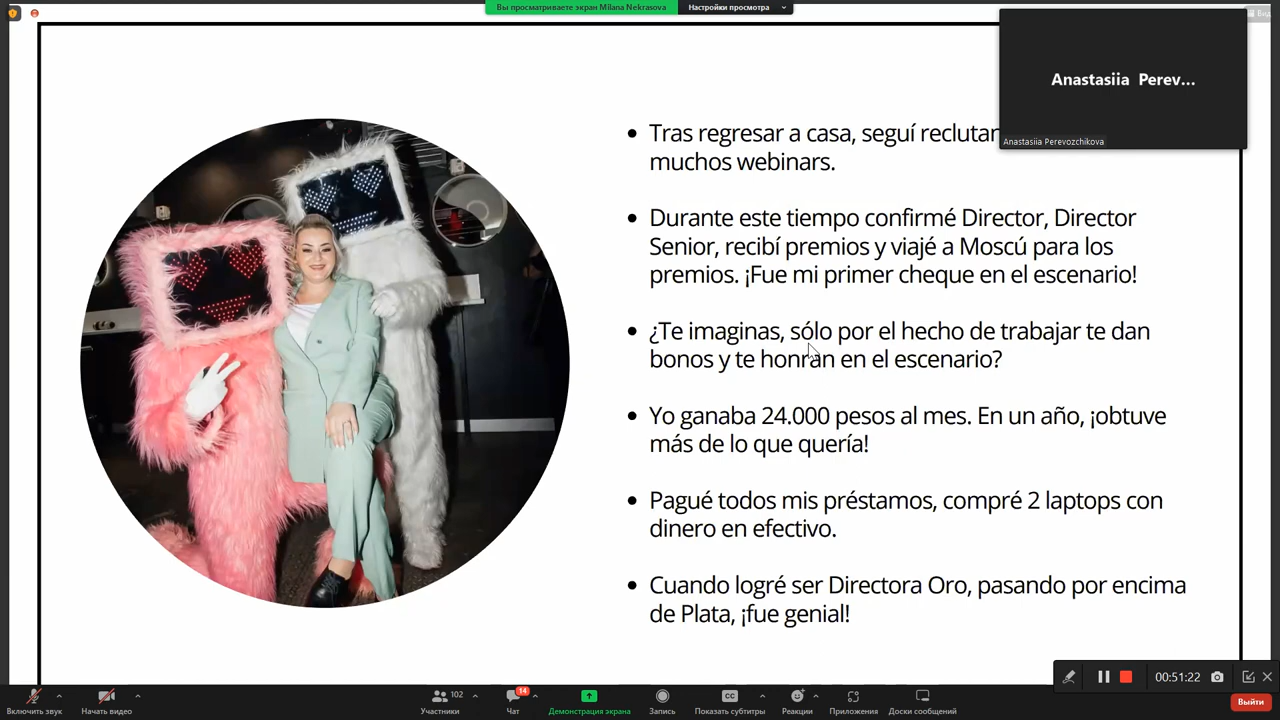 Вы просматриваете экран Milana Nekrasova
Настройки просмотра
Вид
Anastasiia Perev...
Anastasiia Perevozchikova
Tras regresar a casa, seguí
muchos webinars.
Durante este tiempo confirmé Director, Director
Senior, recibí premios y viajé a Moscú para los
premios. ¡Fue mi primer cheque en el escenario!
¿Te imaginas, sólo por el hecho de trabajar te dan
bonos y te honran en el escenario?
Yo ganaba 24.000 pesos al mes. En un año, ¡obtuve
más de lo que quería!
Pagué todos mis préstamos, compré 2 laptops con
dinero en efectivo.
Cuando logré ser Directora Oro, pasando por encima
de Plata, ¡fue genial!
00:51:22
102
14
Включить звук
Начать видео
Участники
Чат
Демонстрация экрана
Запись
Показать субтитры
Реакции
Приложения
Доски сообщений
Выйти